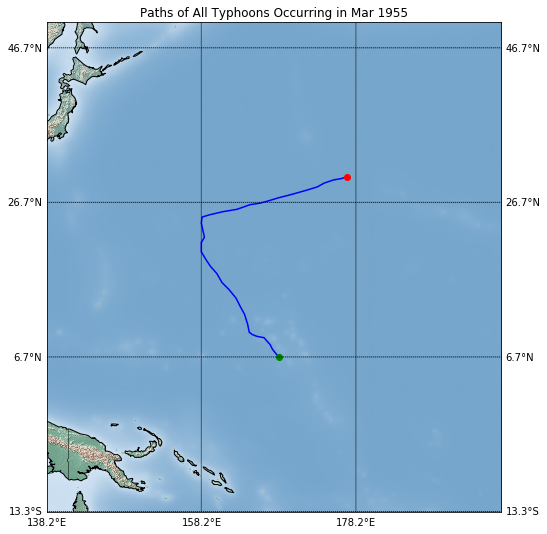 Paths of All Typhoons Occurring in Mar 1955
46.7°N 46.7°N
26.7°N 26.7°N
6.7°N 6.7°N
13.3°S 13.3°S
138.2°E 158.2°E 178.2°E